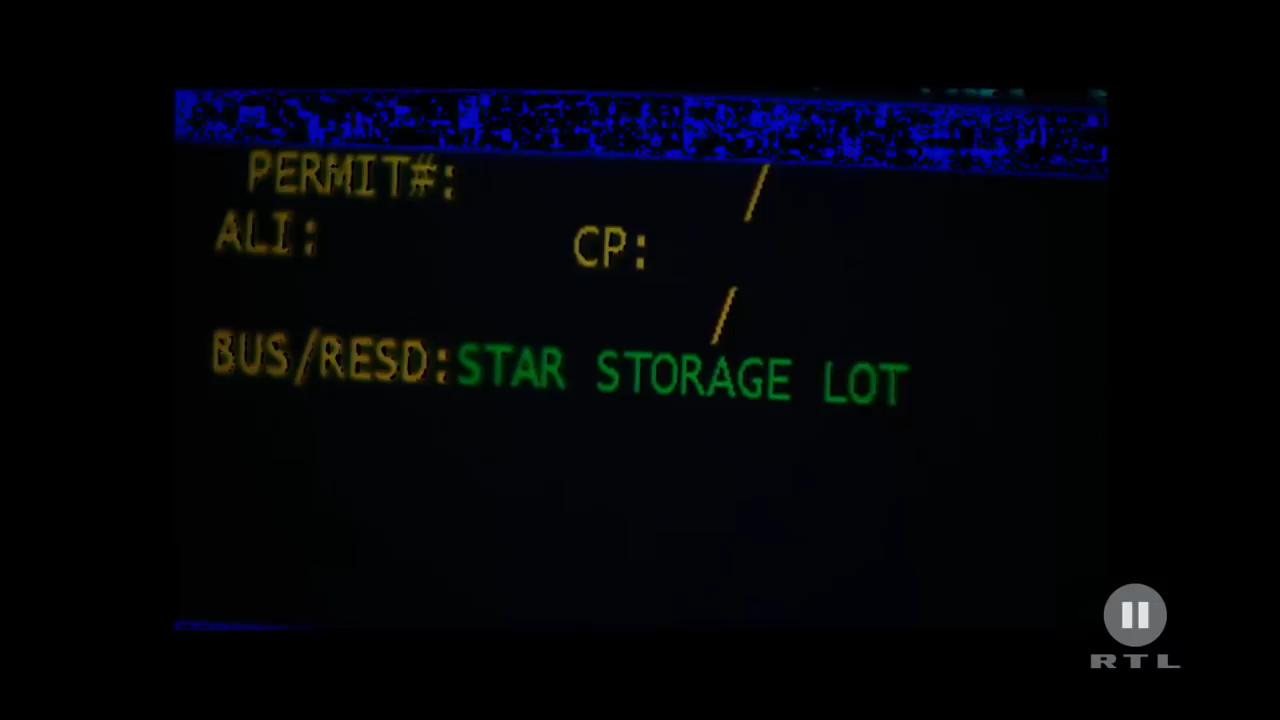 PERMIT#: /
ALI: CP:
/
BUS/RESD:STAR STORAGE LOT
RTL